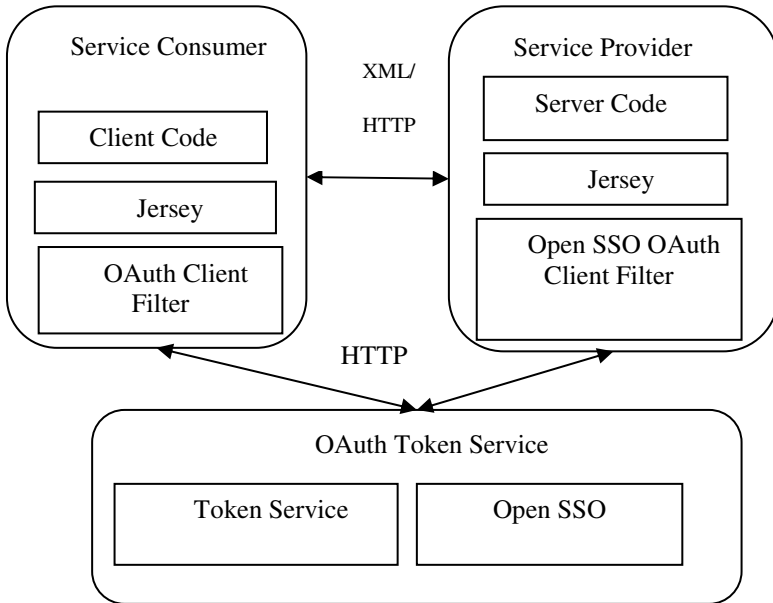 Service Consumer
Client Code
Jersey
OAuth Client
Filter
XML/
HTTP
Service Provider
Server Code
Jersey
Open SSO OAuth
Client Filter
HTTP
OAuth Token Service
Token Service
Open SSO